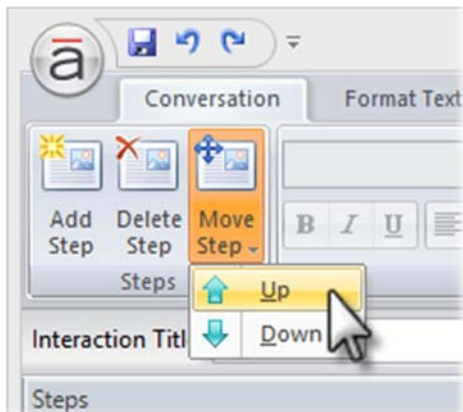 ā
Conversation Format Text
Add Step
Delete Step
Move Step
B I U
Steps
Up
Down
Interaction Titl
Steps